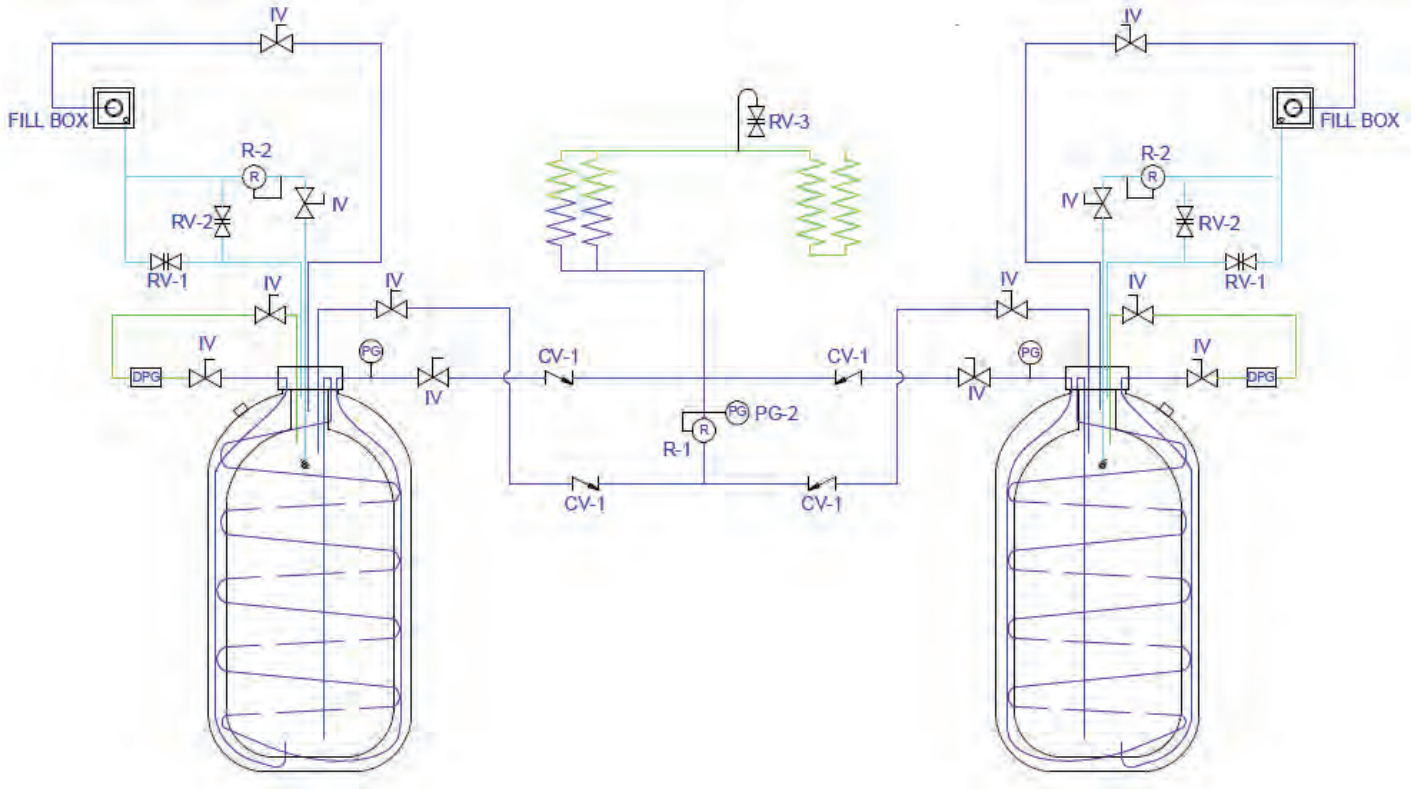 IV
IV
FILL BOX
RV-3
FILL BOX
R-2
R
IV
RV-2
RV-1
R-2
R
IV
RV-2
RV-1
IV
IV
IV
IV
IV
DPG
PG
IV
CV-1
CV-1
PG
IV
IV
DPG
PG
PG-2
R
R-1
CV-1
CV-1